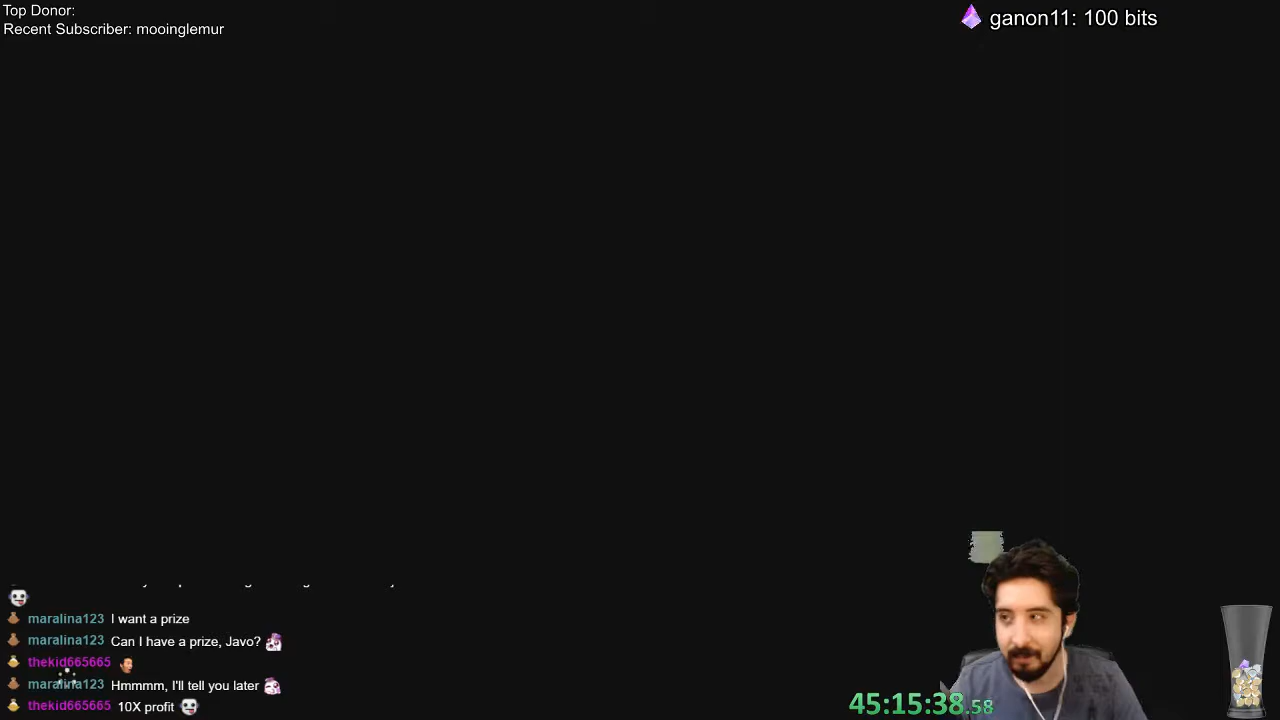 Top Donor:
Recent Subscriber: mooinglemur
ganon11: 100 bits
maralina123 I want a prize
maralina123 Can I have a prize, Javo?
thekid665665
maralina123 Hmmmm, I'll tell you later
thekid665665 10X profit
45:15:38.58